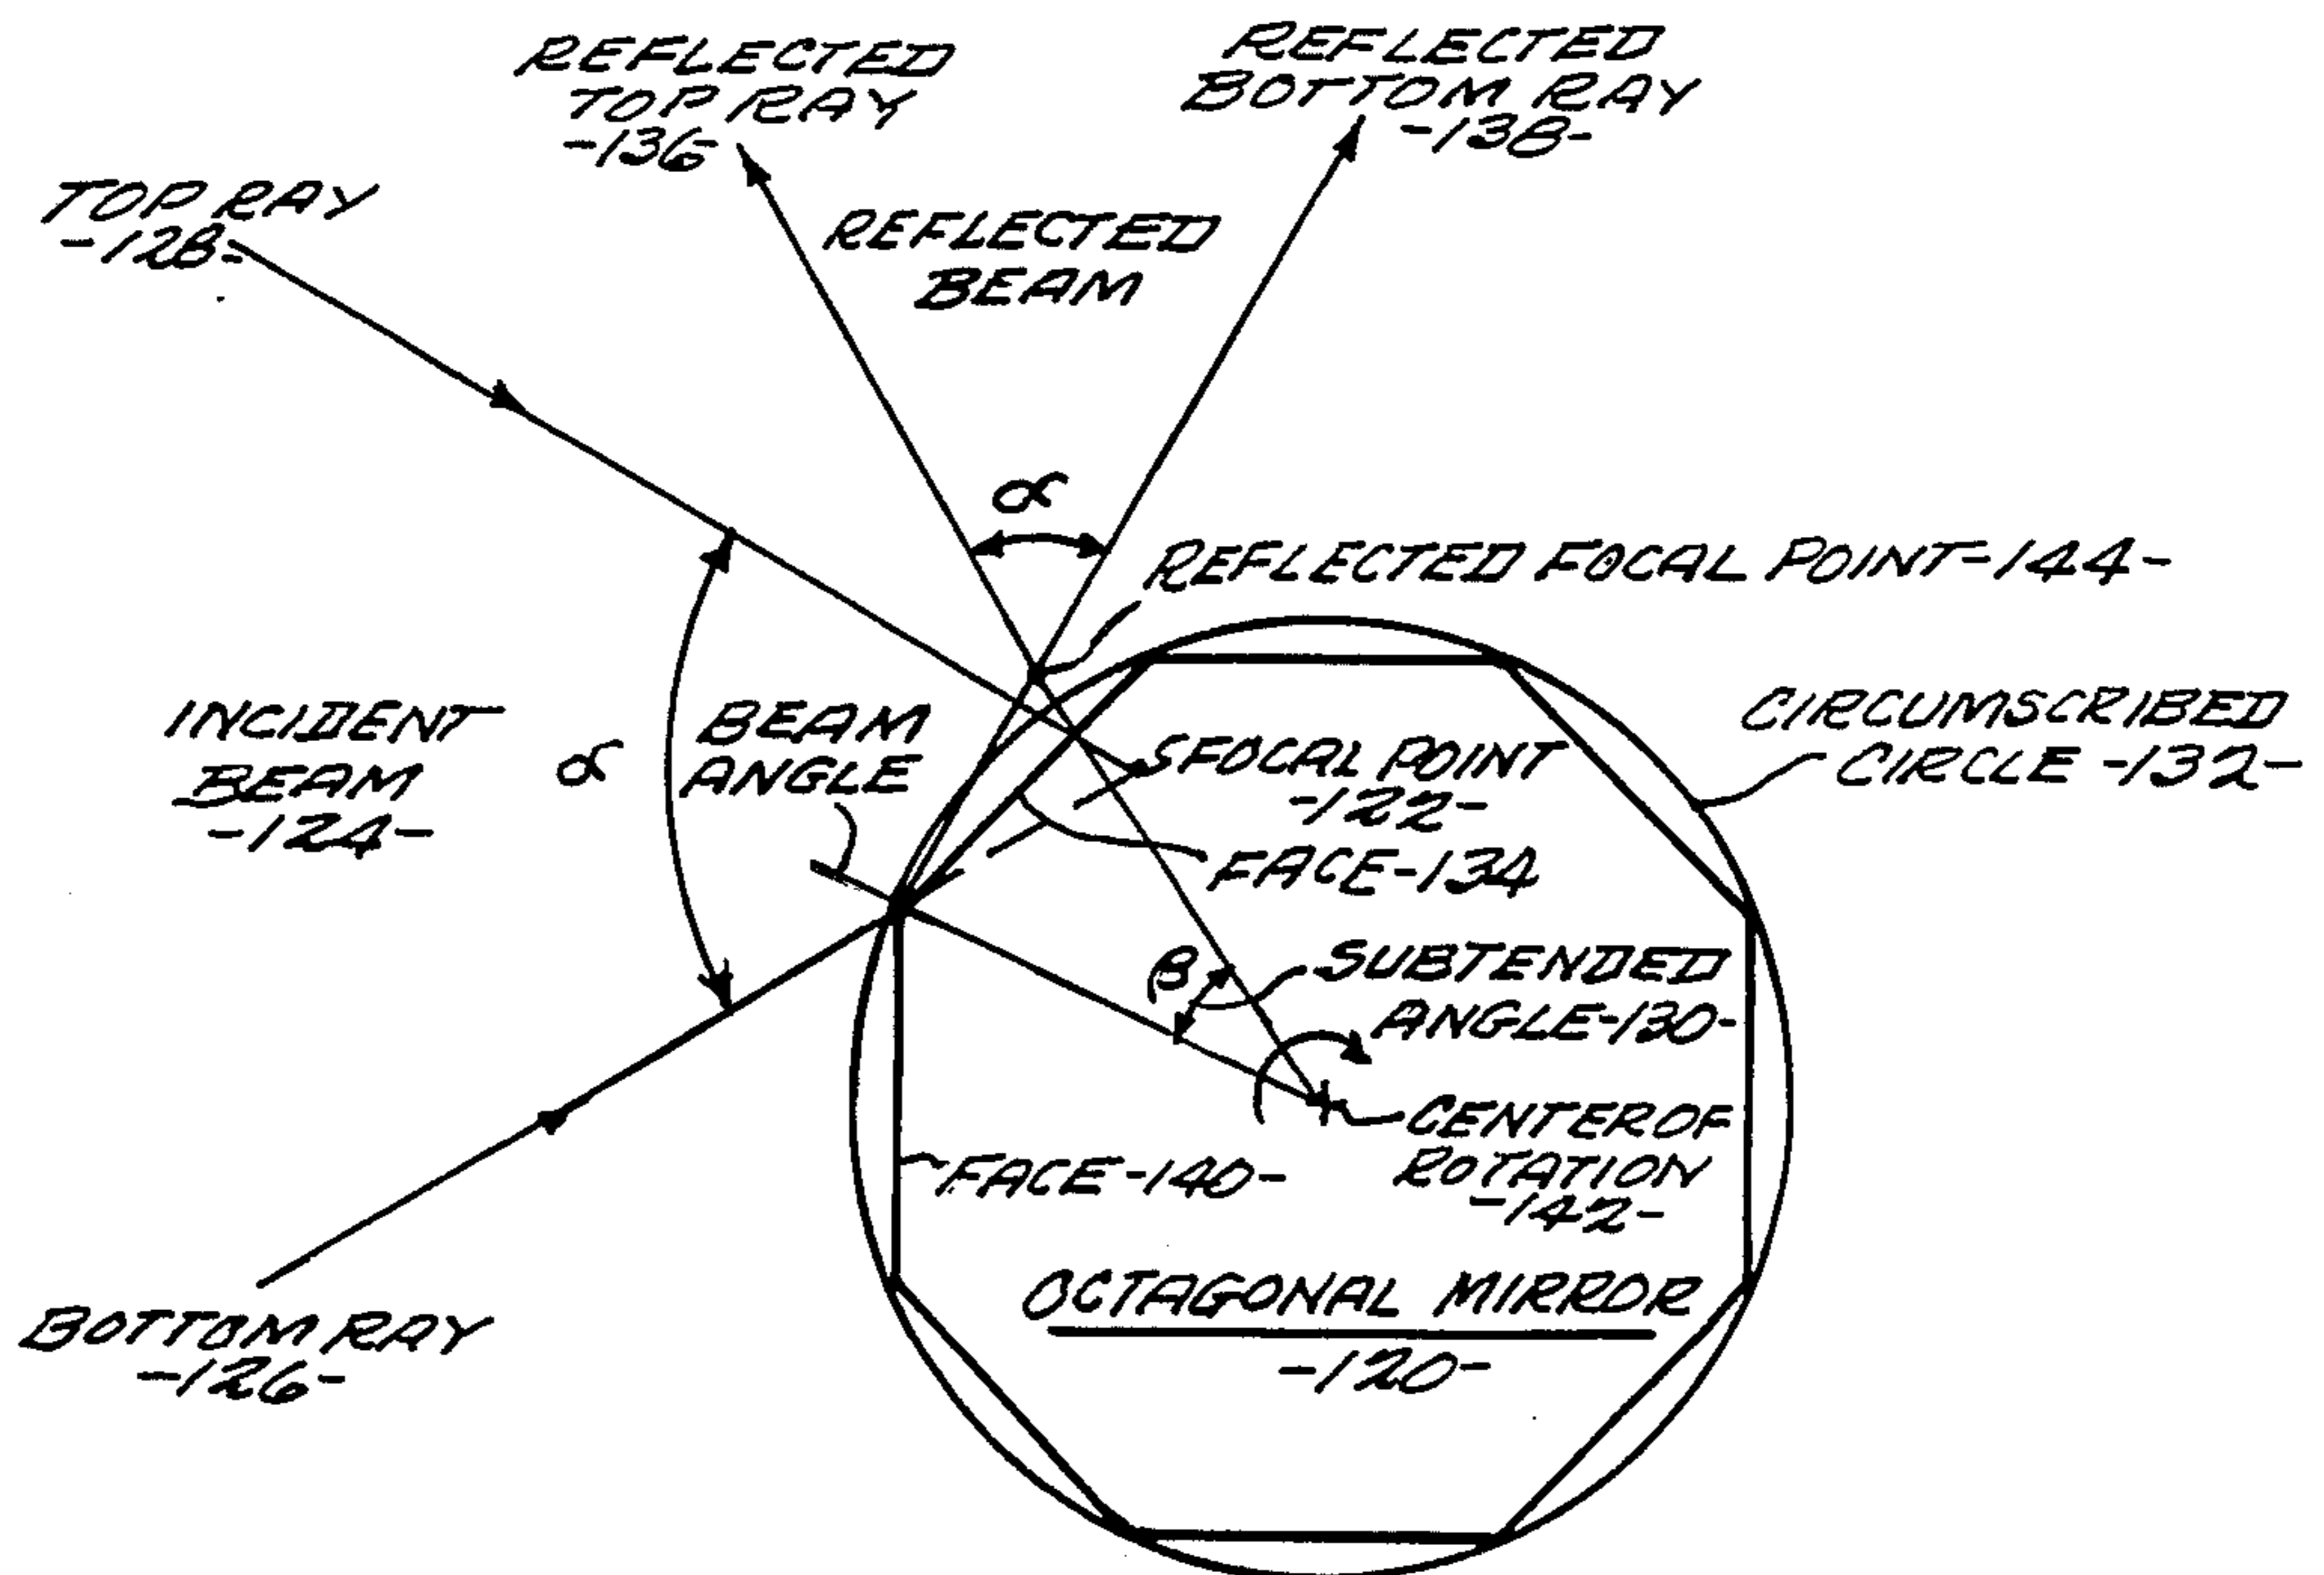 REFLECTED
TOP RAY
-136-
REFLECTED
BOTTOM RAY
-138-
TOP RAY
-128-
REFLECTED
BEAM
α
REFLECTED FOCAL POINT-144-
INCIDENT
BEAM
-124-
α
BEAM
ANGLE
FOCAL POINT
-122-
FACE-134
CIRCUMSCRIBED
CIRCLE-132-
β
SUBTENDED
ANGLE-130-
CENTER OF
ROTATION
-142-
FACE-140-
OCTAGONAL MIRROR
-120-
BOTTOM RAY
-126-